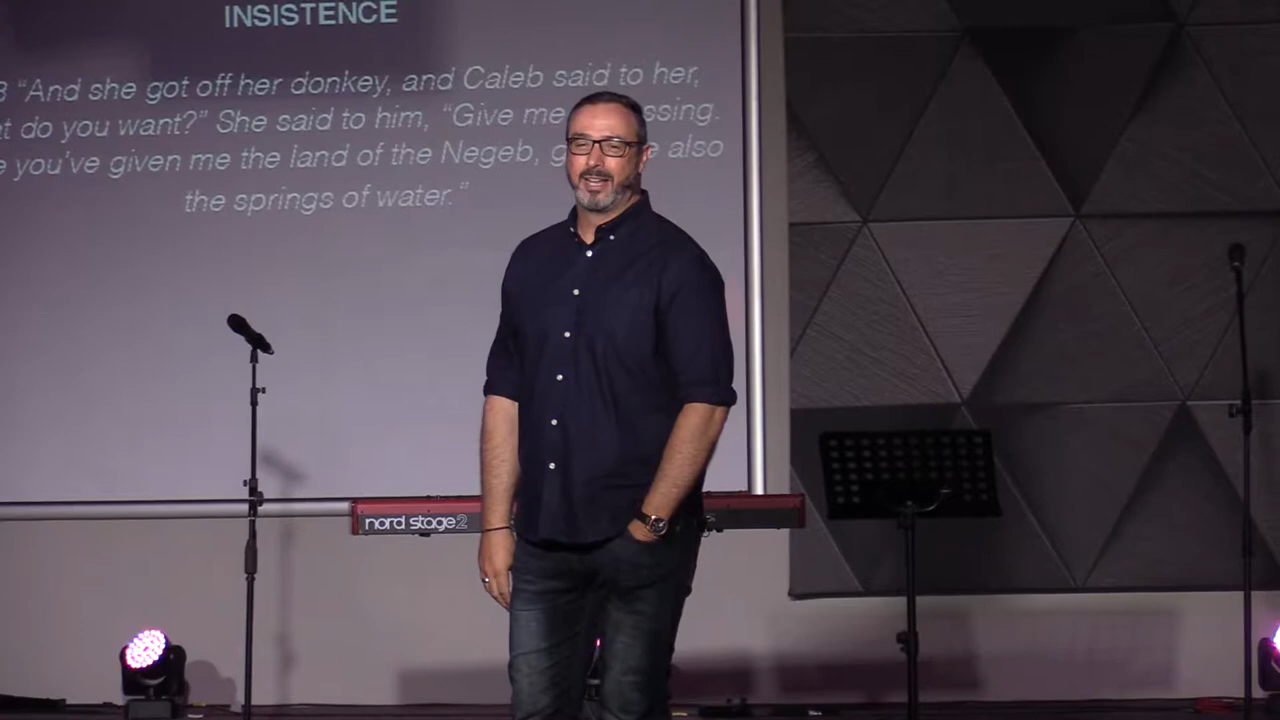 INSISTENCE
“And she got off her donkey, and Caleb said to her,
do you want?” She said to him, “Give me
you’ve given me the land of the Negeb, also
the springs of water.”
nord stage2